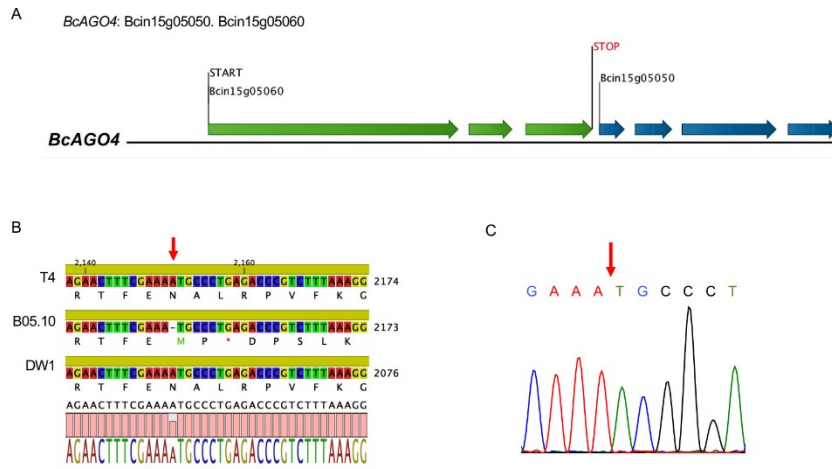 A
BcAGO4: Bcin15g05050. Bcin15g05060
STOP
START
Bcin15g05060
Bcin15g05050
BcAGO4
B
2,140 2,160
T4 AGAACTTTCGAAAATGCCCTGAGACCCGTCTTTAAAGG 2174
R T F E N A L R P V F K G
B05.10 AGAACTTTCGAAA-TGCCCTGAGACCCGTCTTTAAAGG 2173
R T F E M P * D P S L K
DW1 AGAACTTTCGAAAATGCCCTGAGACCCGTCTTTAAAGG 2076
R T F E N A L R P V F K G
AGAACTTTCGAAAATGCCCTGAGACCCGTCTTTAAAGG
AGAACTTTCGAAAATGCCCTGAGACCCGTCTTTAAAGG
C
G A A A T G C C C T